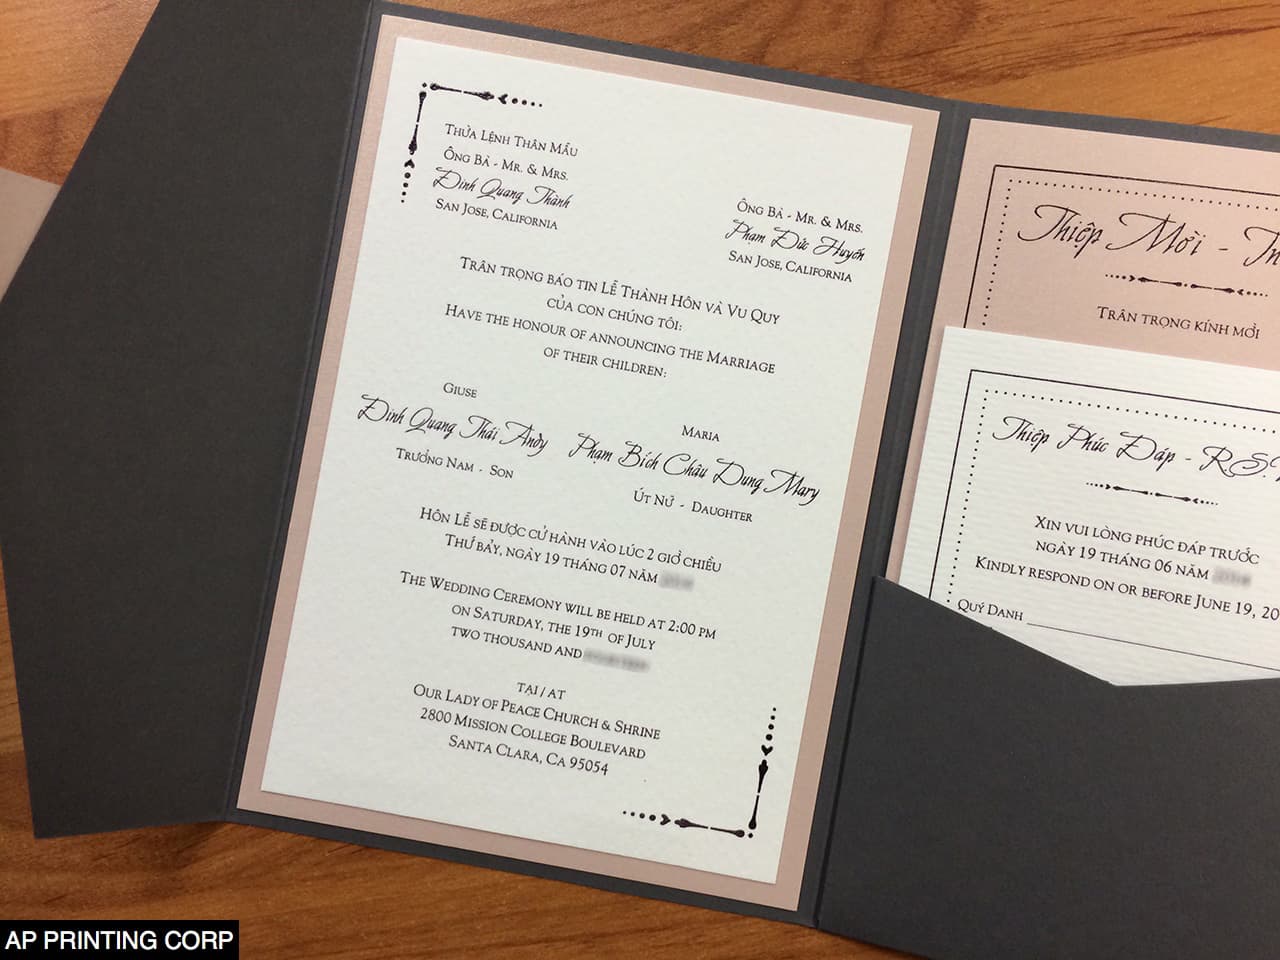 Thừa Lệnh Thân Mẫu
Ông Bà - Mr. & Mrs.
Đinh Quang Thành
San Jose, California
Ông Bà - Mr. & Mrs.
Phạm Đức Huyến
San Jose, California
Trân trọng báo tin Lễ Thành Hôn và Vu Quy
của con chúng tôi:
Have the honour of announcing the Marriage
of their children:
Giuse
Đinh Quang Thái Andy
Trưởng Nam - Son
Maria
Phạm Bích Châu Dung Mary
Út Nữ - Daughter
Hôn Lễ sẽ được cử hành vào lúc 2 giờ chiều
Thứ Bảy, ngày 19 tháng 07 năm
The Wedding Ceremony will be held at 2:00 pm
on Saturday, the 19th of July
two thousand and
tại / at
Our Lady of Peace Church & Shrine
2800 Mission College Boulevard
Santa Clara, Ca 95054
Thiệp Mời -
Trân trọng kính mời
Thiệp Phúc Đáp - R.S.V
Xin vui lòng phúc đáp trước
ngày 19 tháng 06 năm
Kindly respond on or before June 19, 20
Quý Danh
AP PRINTING CORP